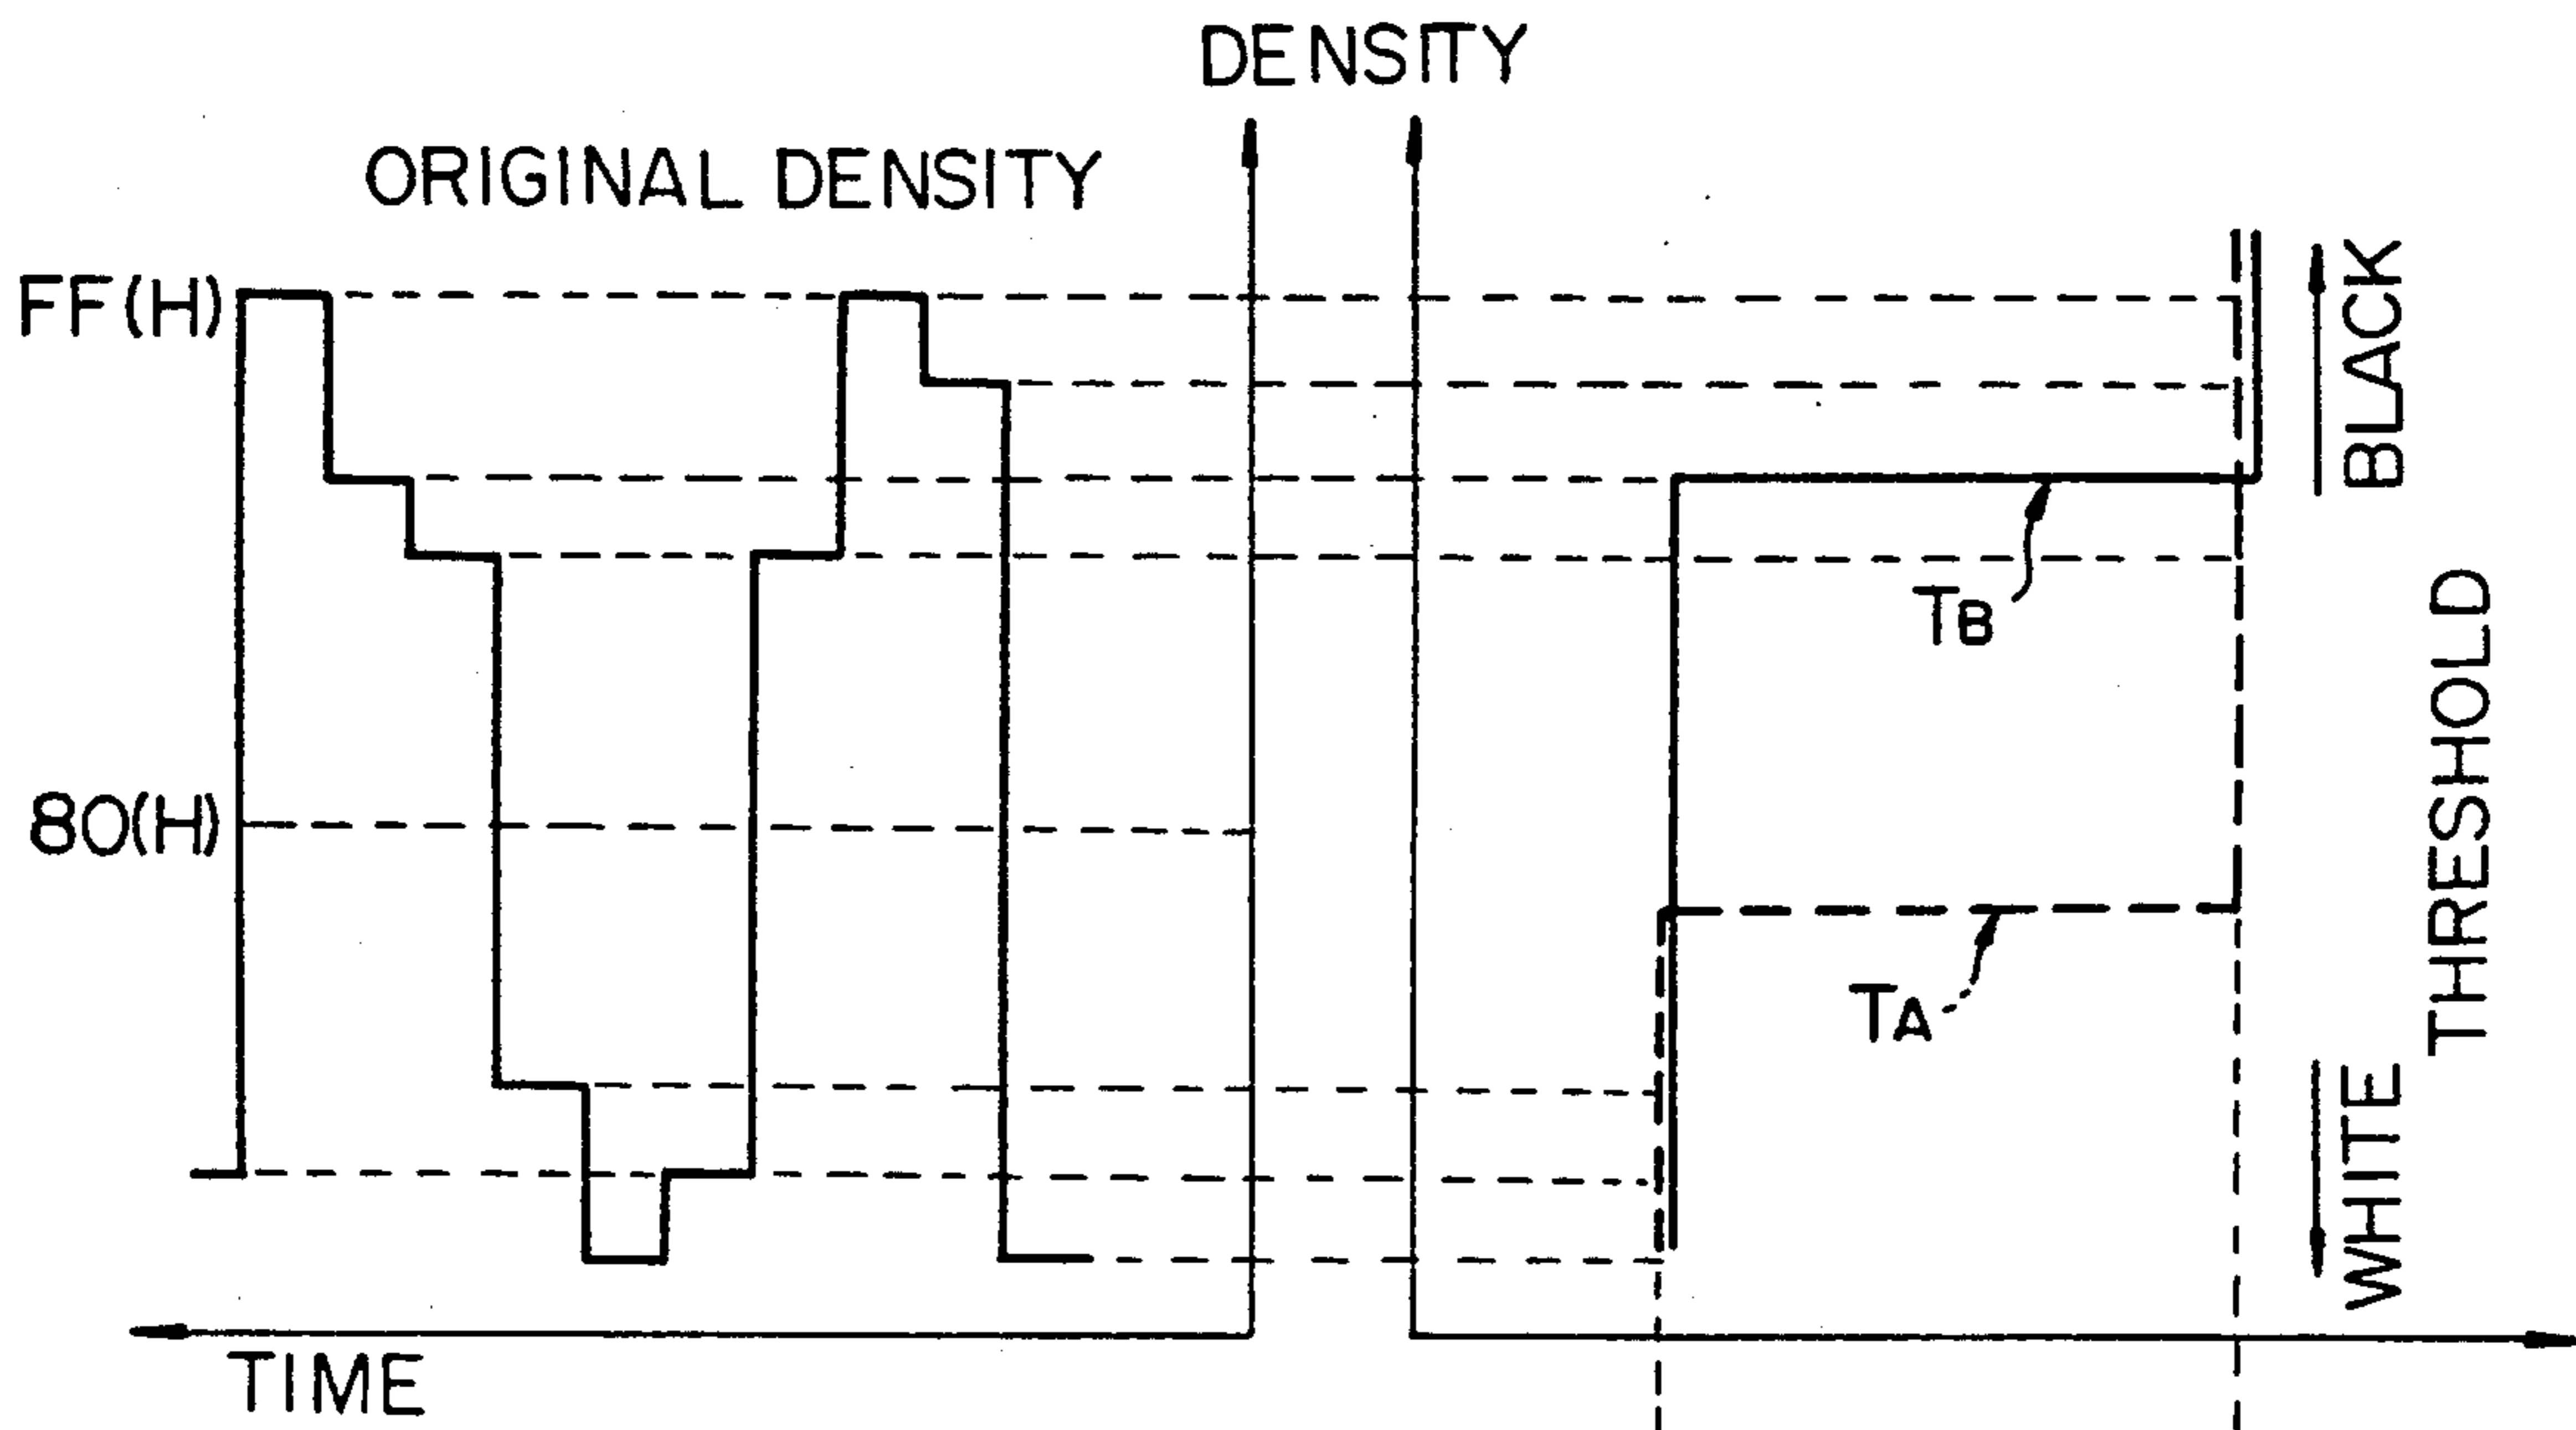 DENSITY
ORIGINAL DENSITY
FF(H)
80(H)
TIME
TB
TA
BLACK
THRESHOLD
WHITE